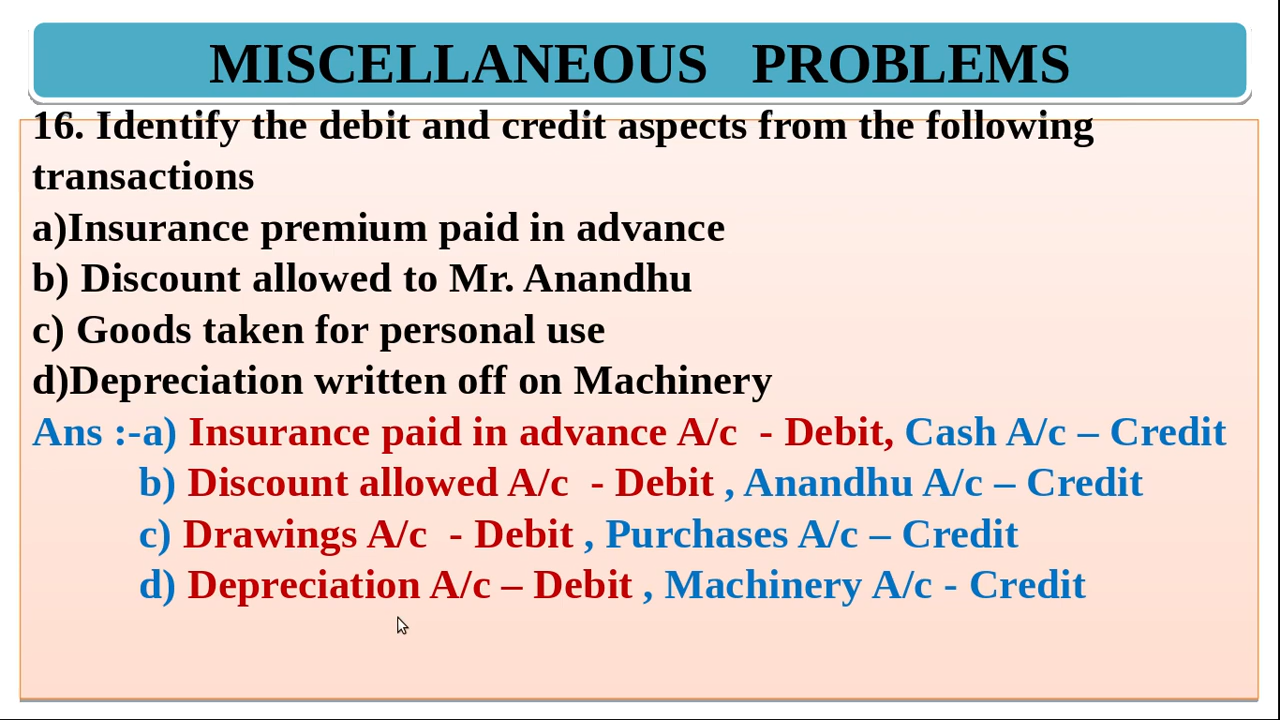 MISCELLANEOUS PROBLEMS
16. Identify the debit and credit aspects from the following
transactions
a)Insurance premium paid in advance
b) Discount allowed to Mr. Anandhu
c) Goods taken for personal use
d)Depreciation written off on Machinery
Ans :-a) Insurance paid in advance A/c - Debit, Cash A/c – Credit
b) Discount allowed A/c - Debit , Anandhu A/c – Credit
c) Drawings A/c - Debit , Purchases A/c – Credit
d) Depreciation A/c – Debit , Machinery A/c - Credit